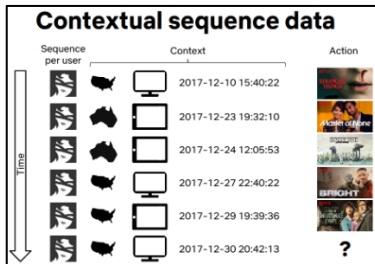 Contextual sequence data
Sequence
per user
Context
Action
Time
2017-12-10 15:40:22
STRANGER
THINGS
2017-12-23 19:32:10
Master of None
2017-12-24 12:05:53
2017-12-27 22:40:22
BRIGHT
2017-12-29 19:39:36
2017-12-30 20:42:13
?